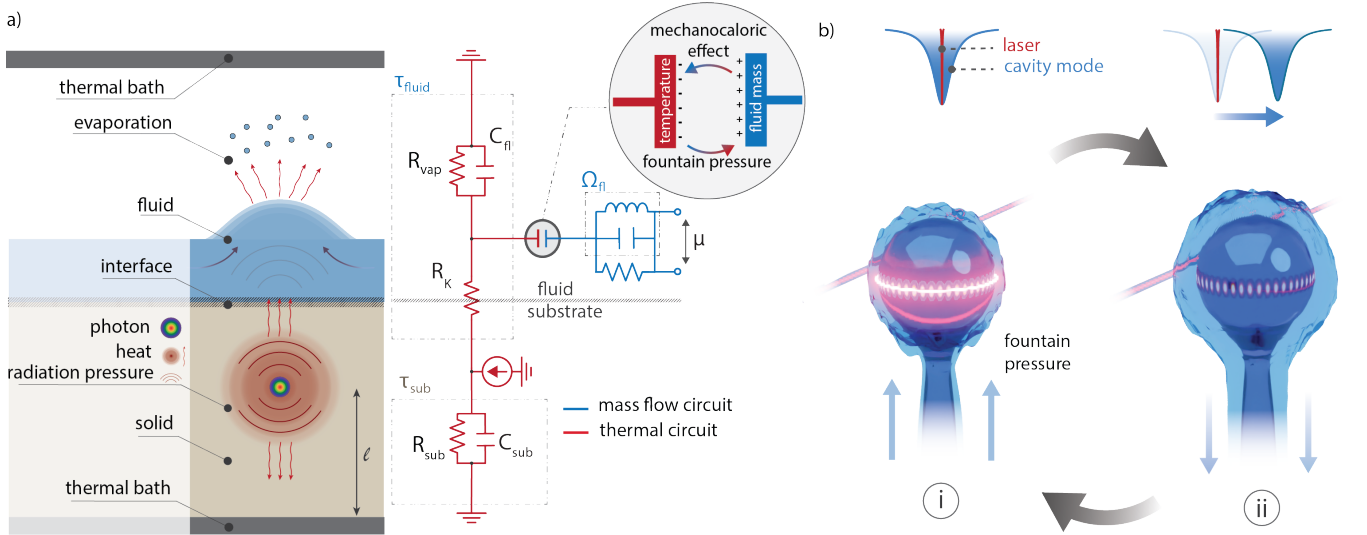 a)
thermal bath
evaporation
fluid
interface
photon
heat
radiation pressure
solid
thermal bath
ℓ
τfluid
Cfl
Rvap
RK
τsub
Rsub
Csub
mechanocaloric
effect
temperature
fluid mass
- - - - - - -
+ + + + + + +
fountain pressure
Ωfl
μ
fluid
substrate
mass flow circuit
thermal circuit
b)
laser
cavity mode
fountain
pressure
i
ii